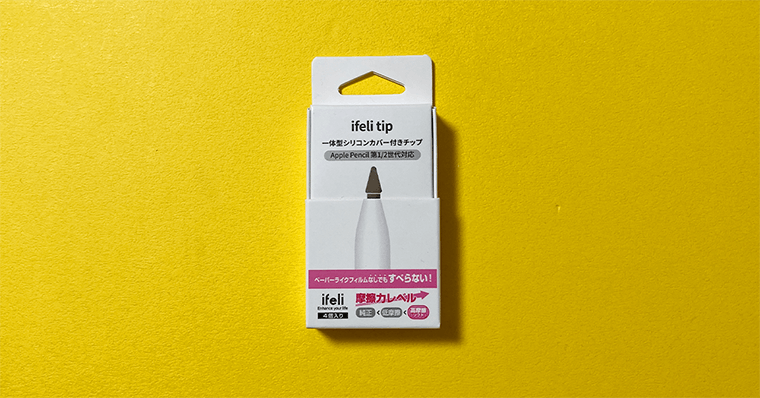 ifeli tip
一体型シリコンカバー付きチップ
Apple Pencil 第1/2世代対応
ペーパーライクフィルムなしでもすべらない！
ifeli
Enhance your life
4個入り
摩擦力レベル
純正 < 低摩擦 < 高摩擦